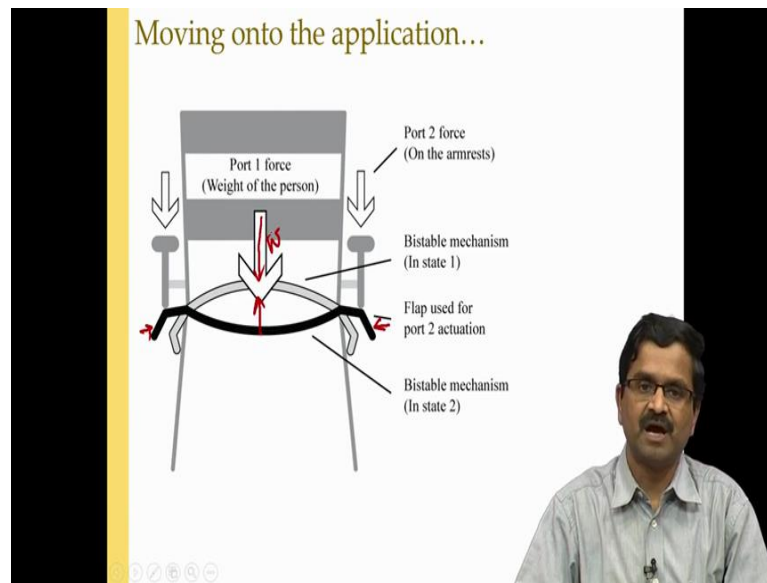 Moving onto the application...
Port 2 force
(On the armrests)
Port 1 force
(Weight of the person)
Bistable mechanism
(In state 1)
Flap used for
port 2 actuation
Bistable mechanism
(In state 2)